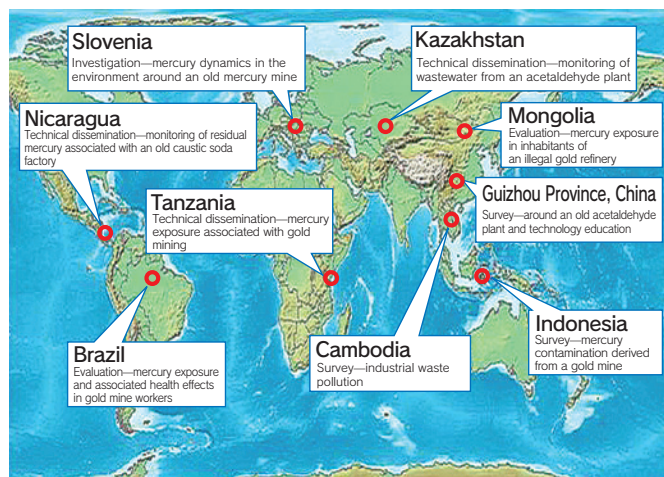 Slovenia
Investigation—mercury dynamics in the
environment around an old mercury mine
Kazakhstan
Technical dissemination—monitoring of
wastewater from an acetaldehyde plant
Nicaragua
Technical dissemination—monitoring of residual
mercury associated with an old caustic soda
factory
Mongolia
Evaluation—mercury exposure
in inhabitants of
an illegal gold refinery
Tanzania
Technical dissemination—mercury
exposure associated with gold
mining
Guizhou Province, China
Survey—around an old acetaldehyde
plant and technology education
Brazil
Evaluation—mercury exposure
and associated health effects
in gold mine workers
Cambodia
Survey—industrial waste
pollution
Indonesia
Survey—mercury
contamination derived
from a gold mine